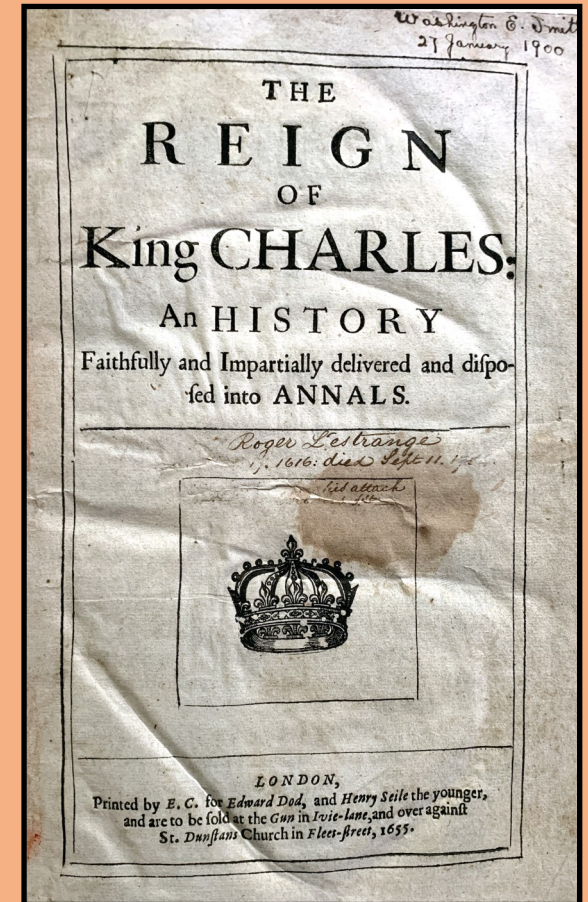 Washington E. Smit
27 January 1900
THE
REIGN
OF
King CHARLES:
An HISTORY
Faithfully and Impartially delivered and diſpo-
ſed into ANNALS.
Roger L'estrange
1616: died Sept 11.
attack
LONDON,
Printed by E. C. for Edward Dod, and Henry Seile the younger,
and are to be ſold at the Gun in Ivie-lane, and over againſt
St. Dunſtans Church in Fleet-ſtreet, 1655.